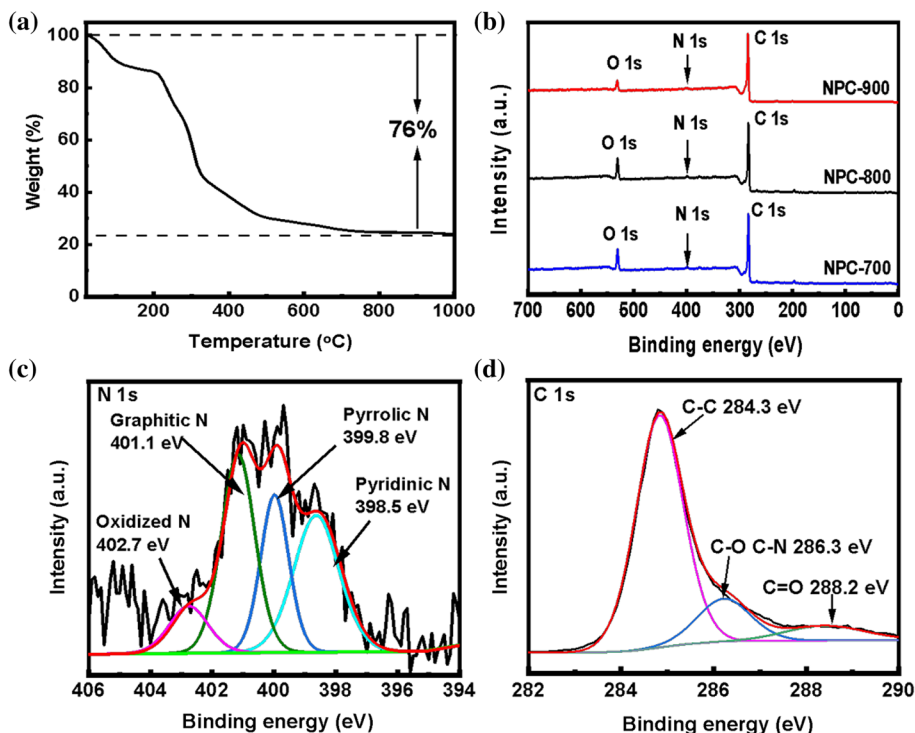 (a)
100
80
60
40
20
0
Weight (%)
76%
0 200 400 600 800 1000
Temperature (oC)
(b)
O 1s
N 1s
C 1s
NPC-900
O 1s
N 1s
C 1s
NPC-800
O 1s
N 1s
C 1s
NPC-700
Intensity (a.u.)
700 600 500 400 300 200 100 0
Binding energy (eV)
(c)
N 1s
Graphitic N
401.1 eV
Pyrrolic N
399.8 eV
Pyridinic N
398.5 eV
Oxidized N
402.7 eV
Intensity (a.u.)
406 404 402 400 398 396 394
Binding energy (eV)
(d)
C 1s
C-C 284.3 eV
C-O C-N 286.3 eV
C=O 288.2 eV
Intensity (a.u.)
282 284 286 288 290
Binding energy (eV)